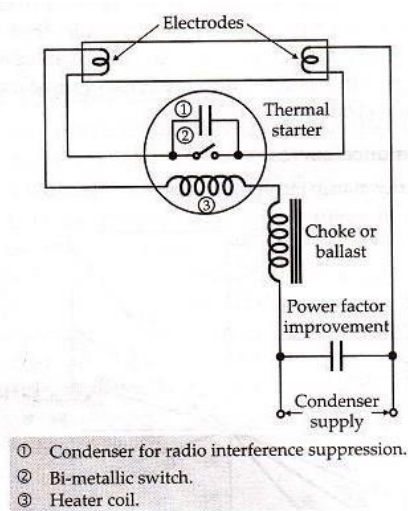 Electrodes
①
②
Thermal
starter
③
Choke or
ballast
Power factor
improvement
Condenser
supply
① Condenser for radio interference suppression.
② Bi-metallic switch.
③ Heater coil.